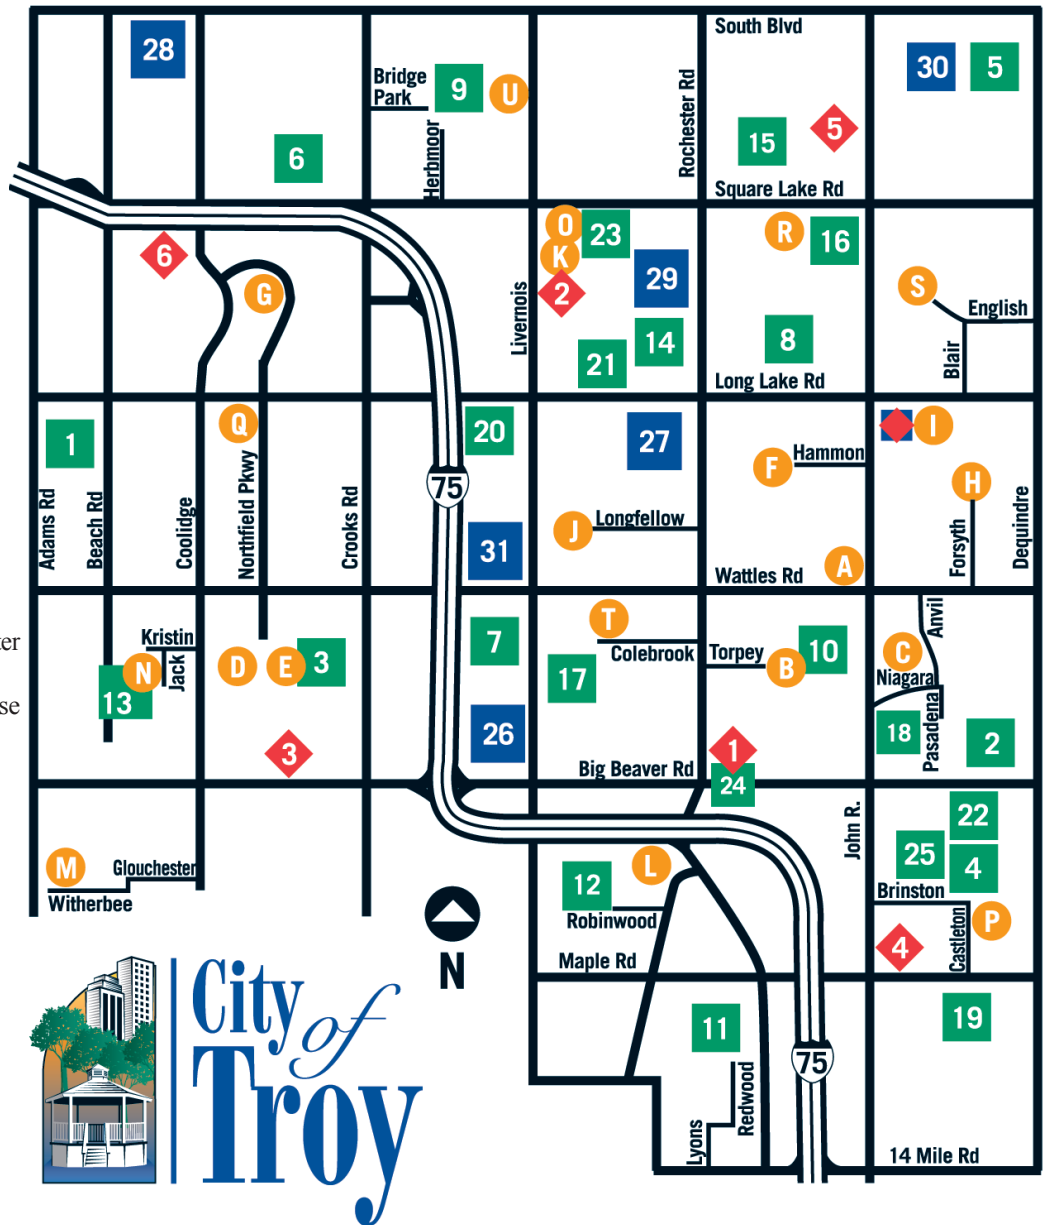 South Blvd
28
30
5
Bridge
Park
9
U
Rochester Rd
5
15
6
Herbmoor
Square Lake Rd
O
23
R
16
K
6
29
S
G
2
English
Livernois
14
8
Blair
21
Long Lake Rd
Q
20
27
I
1
Hammon
F
75
H
Adams Rd
Beach Rd
Coolidge
Northfield Pkwy
Crooks Rd
Longfellow
J
Forsyth
Dequindre
31
A
Wattles Rd
T
Anvil
ter
Kristin
7
Colebrook
Torpey
10
C
Jack
N
D
E
3
B
17
Niagara
13
se
Pasadena
18
26
2
3
1
Big Beaver Rd
24
22
John R.
25
4
M
Glouchester
L
12
Brinston
Witherbee
Robinwood
P
Castleton
4
N
Maple Rd
City of
Troy
11
19
75
Redwood
Lyons
14 Mile Rd